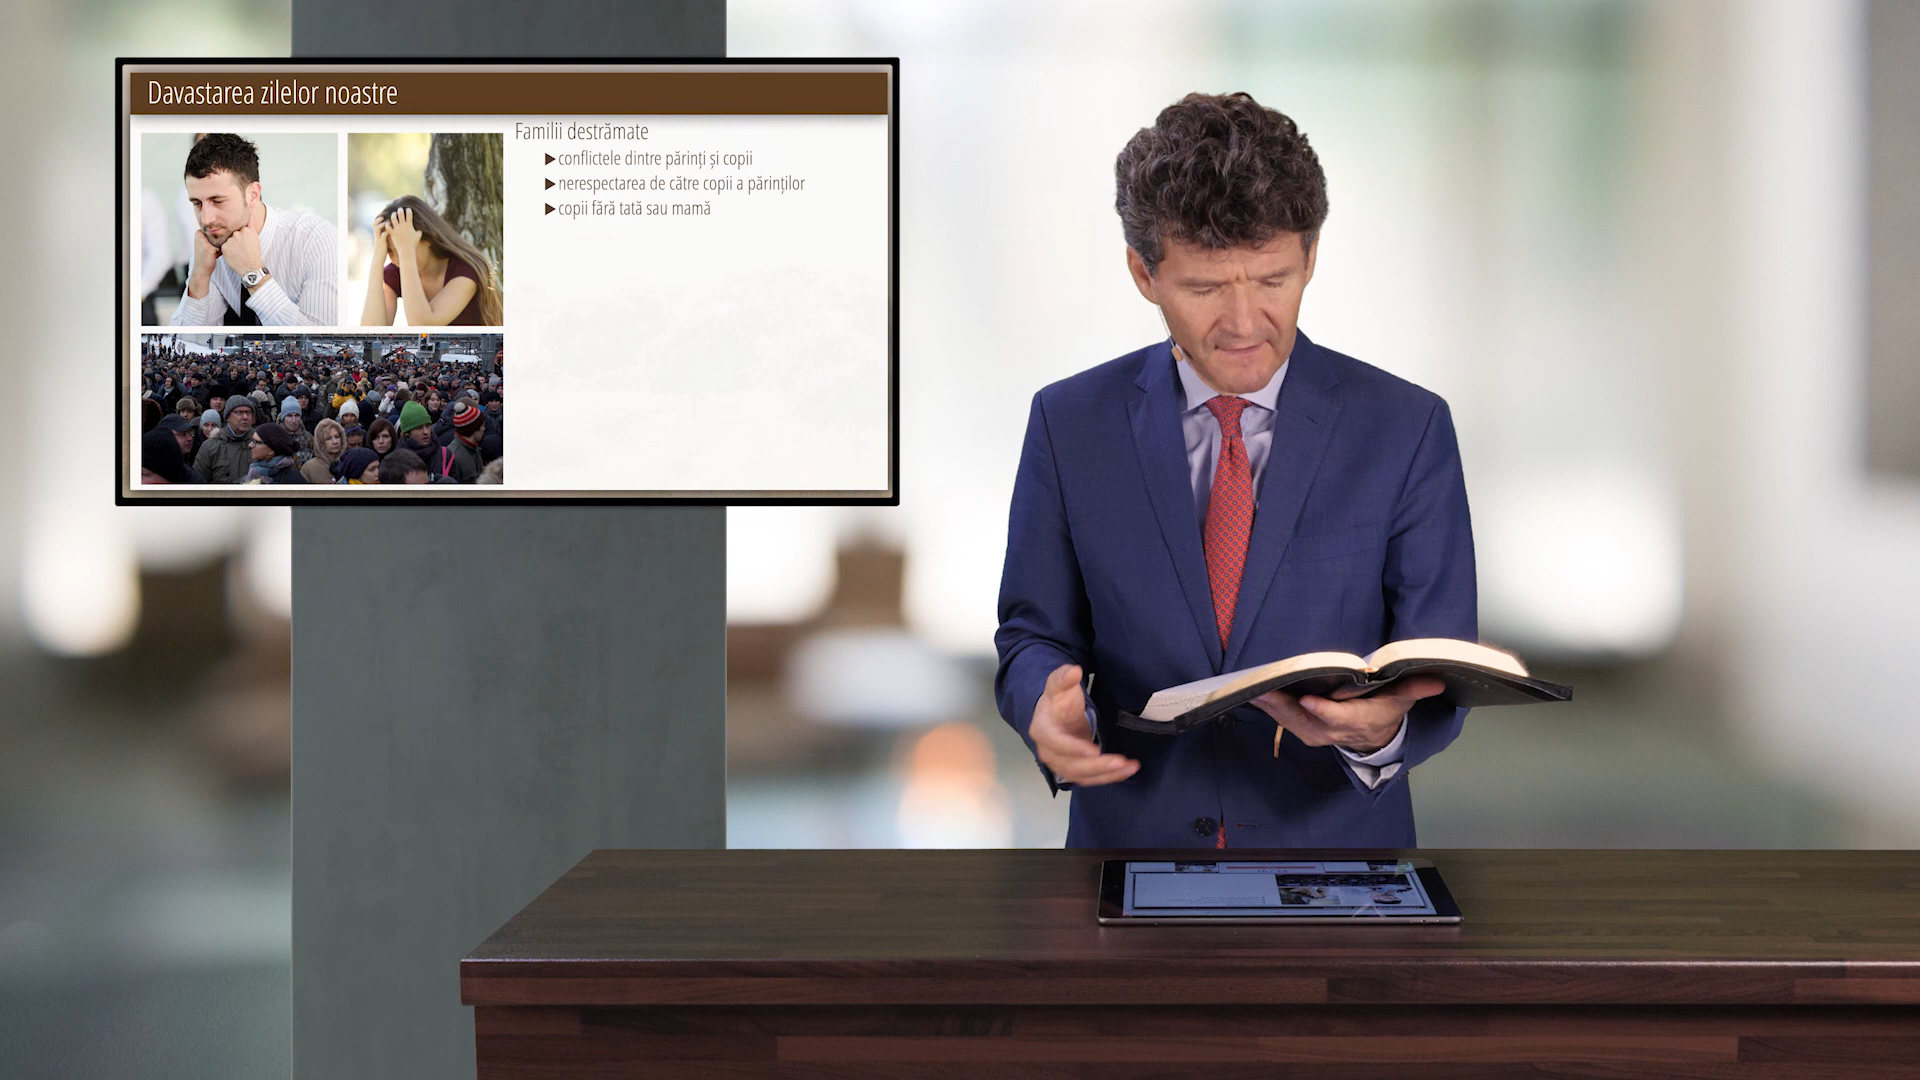 Davastarea zilelor noastre
Familii destrămate
▶conflictele dintre părinți și copii
▶nerespectarea de către copii a părinților
▶copii fără tată sau mamă